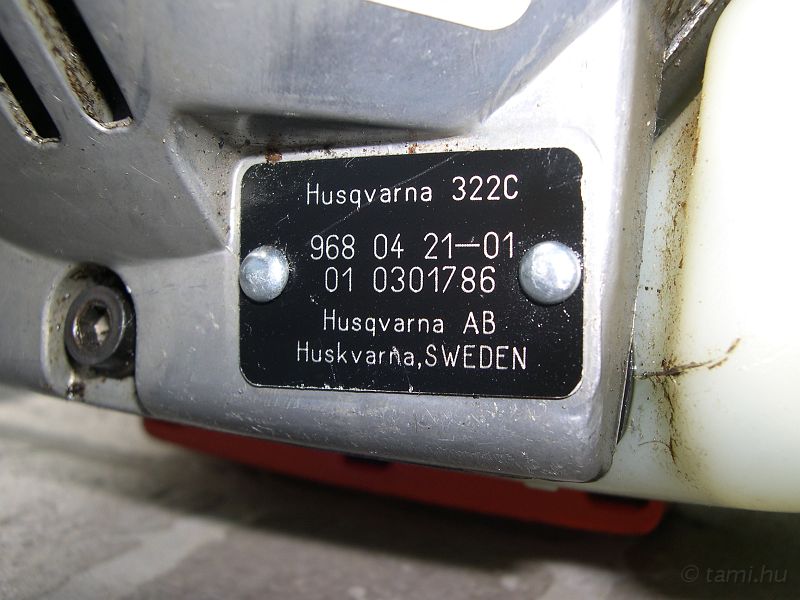 Husqvarna 322C
968 04 21-01
01 0301786
Husqvarna AB
Huskvarna, SWEDEN
© tami.hu